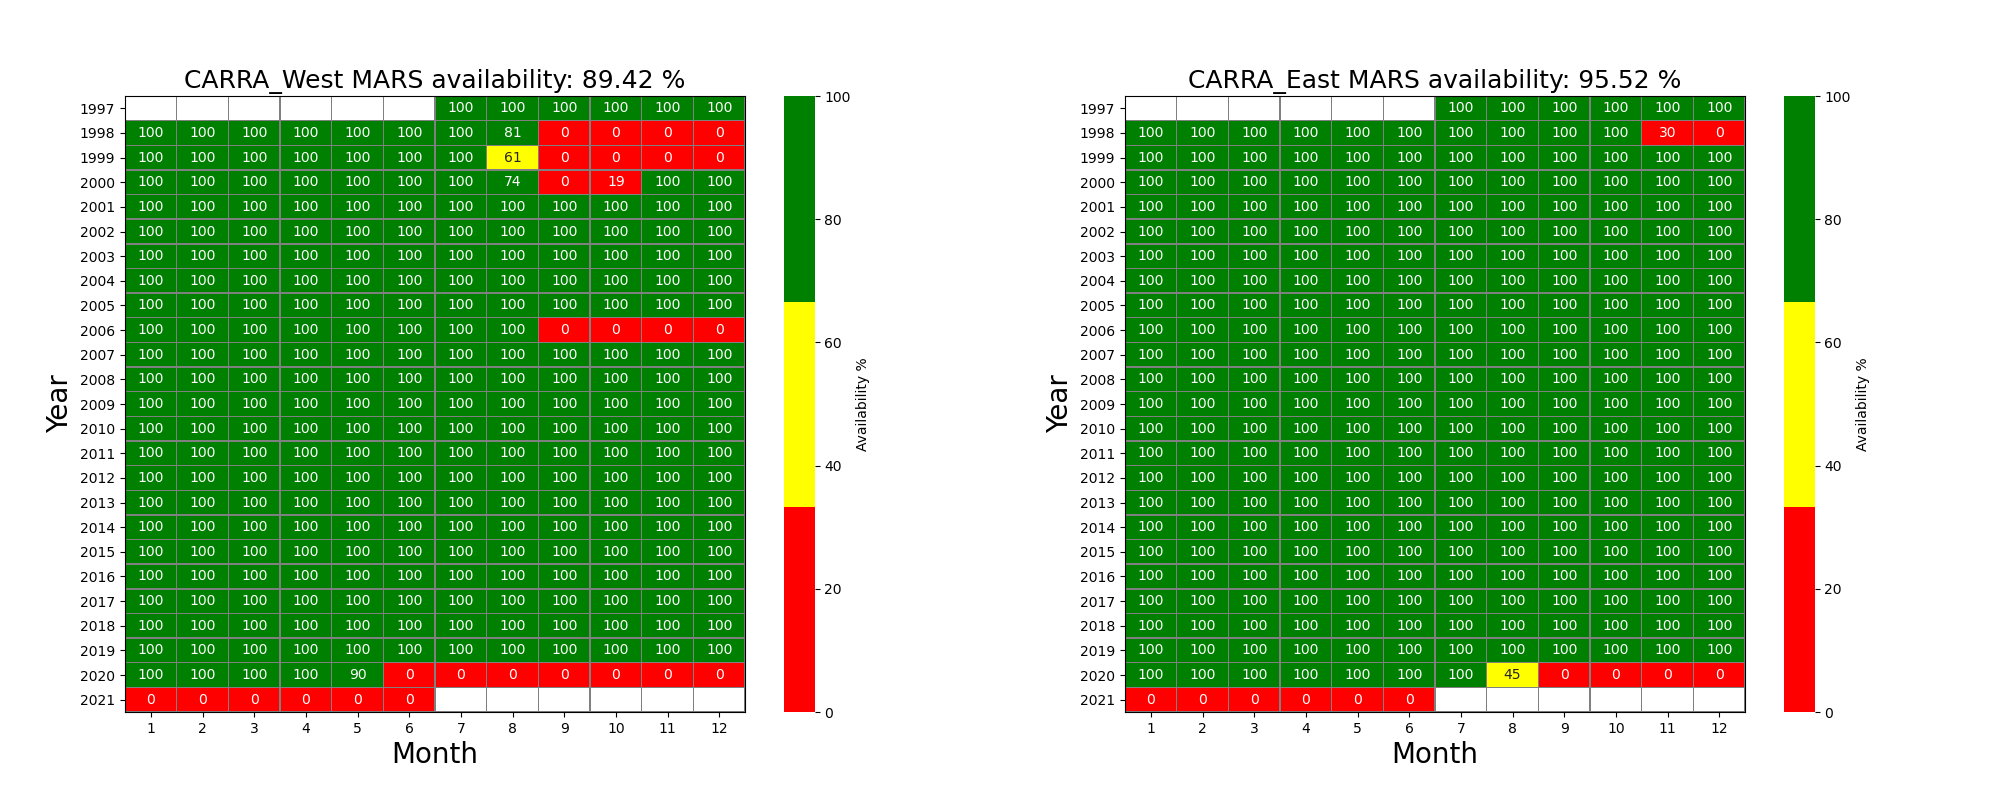 CARRA_West MARS availability: 89.42 %
1997 100 100 100 100 100 100
1998 100 100 100 100 100 100 100 81 0 0 0 0
1999 100 100 100 100 100 100 100 61 0 0 0 0
2000 100 100 100 100 100 100 100 74 0 19 100 100
2001 100 100 100 100 100 100 100 100 100 100 100 100
2002 100 100 100 100 100 100 100 100 100 100 100 100
2003 100 100 100 100 100 100 100 100 100 100 100 100
2004 100 100 100 100 100 100 100 100 100 100 100 100
2005 100 100 100 100 100 100 100 100 100 100 100 100
2006 100 100 100 100 100 100 100 100 0 0 0 0
2007 100 100 100 100 100 100 100 100 100 100 100 100
2008 100 100 100 100 100 100 100 100 100 100 100 100
2009 100 100 100 100 100 100 100 100 100 100 100 100
2010 100 100 100 100 100 100 100 100 100 100 100 100
2011 100 100 100 100 100 100 100 100 100 100 100 100
2012 100 100 100 100 100 100 100 100 100 100 100 100
2013 100 100 100 100 100 100 100 100 100 100 100 100
2014 100 100 100 100 100 100 100 100 100 100 100 100
2015 100 100 100 100 100 100 100 100 100 100 100 100
2016 100 100 100 100 100 100 100 100 100 100 100 100
2017 100 100 100 100 100 100 100 100 100 100 100 100
2018 100 100 100 100 100 100 100 100 100 100 100 100
2019 100 100 100 100 100 100 100 100 100 100 100 100
2020 100 100 100 100 90 0 0 0 0 0 0 0
2021 0 0 0 0 0 0
1 2 3 4 5 6 7 8 9 10 11 12
Month
Year
100
80
60
40
20
0
Availability %
CARRA_East MARS availability: 95.52 %
1997 100 100 100 100 100 100
1998 100 100 100 100 100 100 100 100 100 100 30 0
1999 100 100 100 100 100 100 100 100 100 100 100 100
2000 100 100 100 100 100 100 100 100 100 100 100 100
2001 100 100 100 100 100 100 100 100 100 100 100 100
2002 100 100 100 100 100 100 100 100 100 100 100 100
2003 100 100 100 100 100 100 100 100 100 100 100 100
2004 100 100 100 100 100 100 100 100 100 100 100 100
2005 100 100 100 100 100 100 100 100 100 100 100 100
2006 100 100 100 100 100 100 100 100 100 100 100 100
2007 100 100 100 100 100 100 100 100 100 100 100 100
2008 100 100 100 100 100 100 100 100 100 100 100 100
2009 100 100 100 100 100 100 100 100 100 100 100 100
2010 100 100 100 100 100 100 100 100 100 100 100 100
2011 100 100 100 100 100 100 100 100 100 100 100 100
2012 100 100 100 100 100 100 100 100 100 100 100 100
2013 100 100 100 100 100 100 100 100 100 100 100 100
2014 100 100 100 100 100 100 100 100 100 100 100 100
2015 100 100 100 100 100 100 100 100 100 100 100 100
2016 100 100 100 100 100 100 100 100 100 100 100 100
2017 100 100 100 100 100 100 100 100 100 100 100 100
2018 100 100 100 100 100 100 100 100 100 100 100 100
2019 100 100 100 100 100 100 100 100 100 100 100 100
2020 100 100 100 100 100 100 100 45 0 0 0 0
2021 0 0 0 0 0 0
1 2 3 4 5 6 7 8 9 10 11 12
Month
Year
100
80
60
40
20
0
Availability %